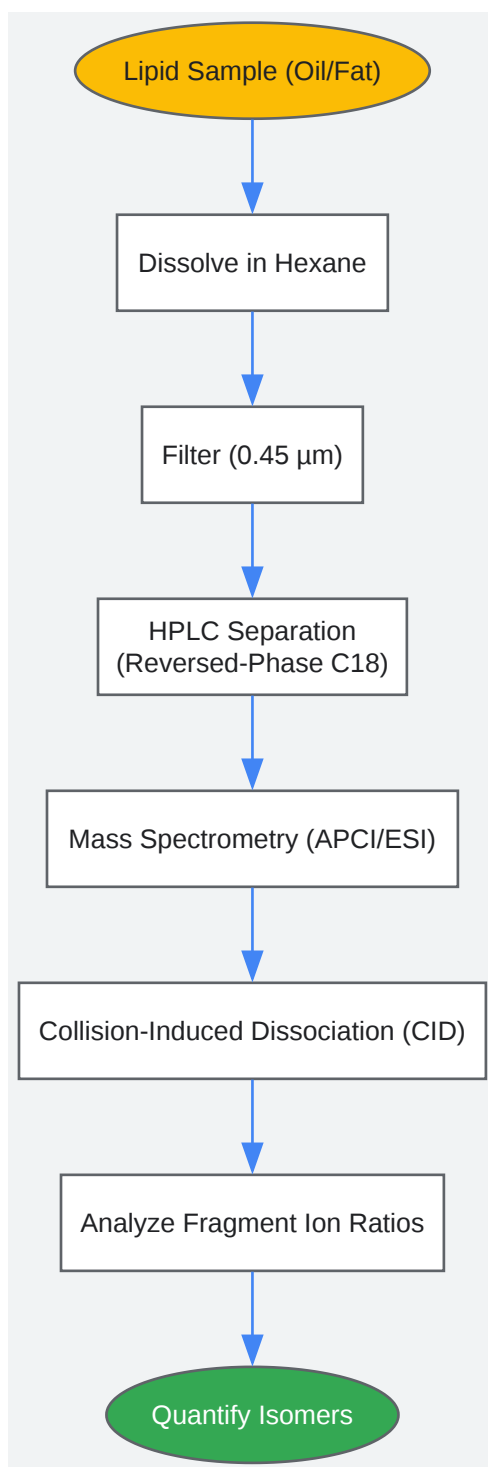 Lipid Sample (Oil/Fat)
Dissolve in Hexane
Filter (0.45 µm)
HPLC Separation
(Reversed-Phase C18)
Mass Spectrometry (APCI/ESI)
Collision-Induced Dissociation (CID)
Analyze Fragment Ion Ratios
Quantify Isomers